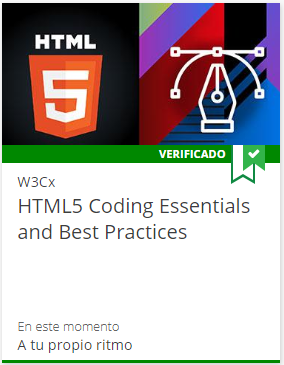 HTML
5
VERIFICADO
W3Cx
HTML5 Coding Essentials
and Best Practices
En este momento
A tu propio ritmo